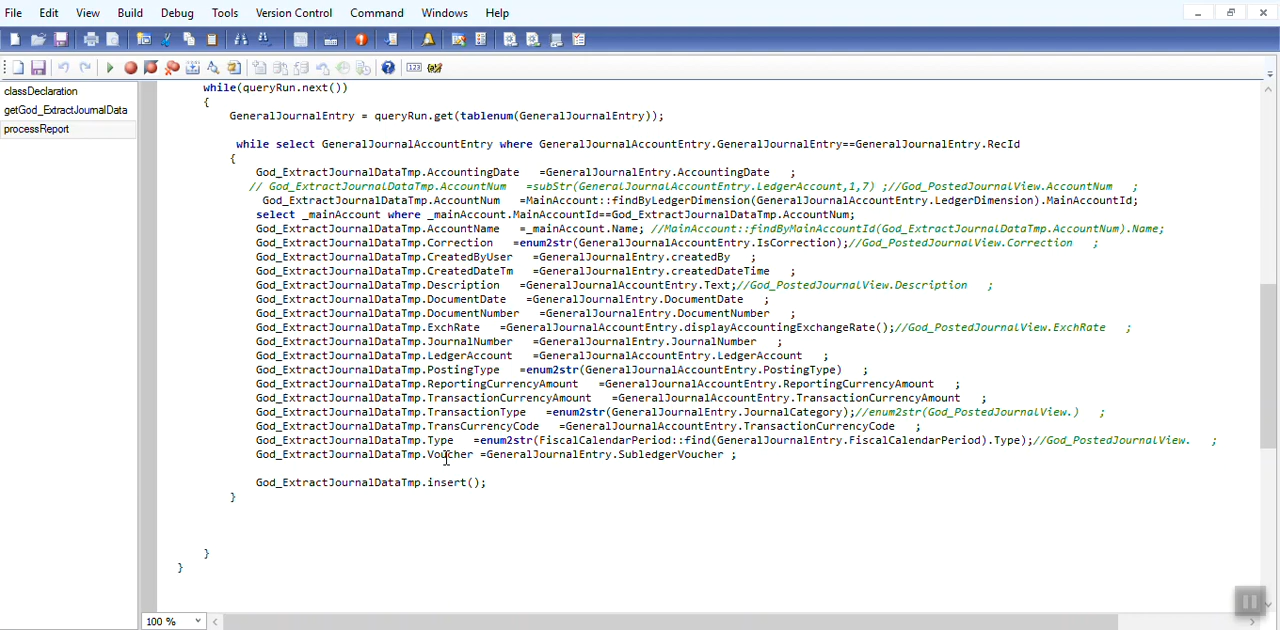 File Edit View Build Debug Tools Version Control Command Windows Help
classDeclaration
getGod_ExtractJournalData
processReport
while(queryRun.next())
{
GeneralJournalEntry = queryRun.get(tablenum(GeneralJournalEntry));
while select GeneralJournalAccountEntry where GeneralJournalAccountEntry.GeneralJournalEntry==GeneralJournalEntry.RecId
{
God_ExtractJournalDataTmp.AccountingDate =GeneralJournalEntry.AccountingDate ;
// God_ExtractJournalDataTmp.AccountNum =subStr(GeneralJournalAccountEntry.LedgerAccount,1,7) ;//God_PostedJournalView.AccountNum ;
God_ExtractJournalDataTmp.AccountNum =MainAccount::findByLedgerDimension(GeneralJournalAccountEntry.LedgerDimension).MainAccountId;
select _mainAccount where _mainAccount.MainAccountId==God_ExtractJournalDataTmp.AccountNum;
God_ExtractJournalDataTmp.AccountName =_mainAccount.Name; //MainAccount::findByMainAccountId(God_ExtractJournalDataTmp.AccountNum).Name;
God_ExtractJournalDataTmp.Correction =enum2str(GeneralJournalAccountEntry.IsCorrection);//God_PostedJournalView.Correction ;
God_ExtractJournalDataTmp.CreatedByUser =GeneralJournalEntry.createdBy ;
God_ExtractJournalDataTmp.CreatedDateTm =GeneralJournalEntry.createdDateTime ;
God_ExtractJournalDataTmp.Description =GeneralJournalAccountEntry.Text;//God_PostedJournalView.Description ;
God_ExtractJournalDataTmp.DocumentDate =GeneralJournalEntry.DocumentDate ;
God_ExtractJournalDataTmp.DocumentNumber =GeneralJournalEntry.DocumentNumber ;
God_ExtractJournalDataTmp.ExchRate =GeneralJournalAccountEntry.displayAccountingExchangeRate();//God_PostedJournalView.ExchRate ;
God_ExtractJournalDataTmp.JournalNumber =GeneralJournalEntry.JournalNumber ;
God_ExtractJournalDataTmp.LedgerAccount =GeneralJournalAccountEntry.LedgerAccount ;
God_ExtractJournalDataTmp.PostingType =enum2str(GeneralJournalAccountEntry.PostingType) ;
God_ExtractJournalDataTmp.ReportingCurrencyAmount =GeneralJournalAccountEntry.ReportingCurrencyAmount ;
God_ExtractJournalDataTmp.TransactionCurrencyAmount =GeneralJournalAccountEntry.TransactionCurrencyAmount ;
God_ExtractJournalDataTmp.TransactionType =enum2str(GeneralJournalEntry.JournalCategory);//enum2str(God_PostedJournalView.) ;
God_ExtractJournalDataTmp.TransCurrencyCode =GeneralJournalAccountEntry.TransactionCurrencyCode ;
God_ExtractJournalDataTmp.Type =enum2str(FiscalCalendarPeriod::find(GeneralJournalEntry.FiscalCalendarPeriod).Type);//God_PostedJournalView. ;
God_ExtractJournalDataTmp.Voucher =GeneralJournalEntry.SubledgerVoucher ;
God_ExtractJournalDataTmp.insert();
}
}
}
100 %